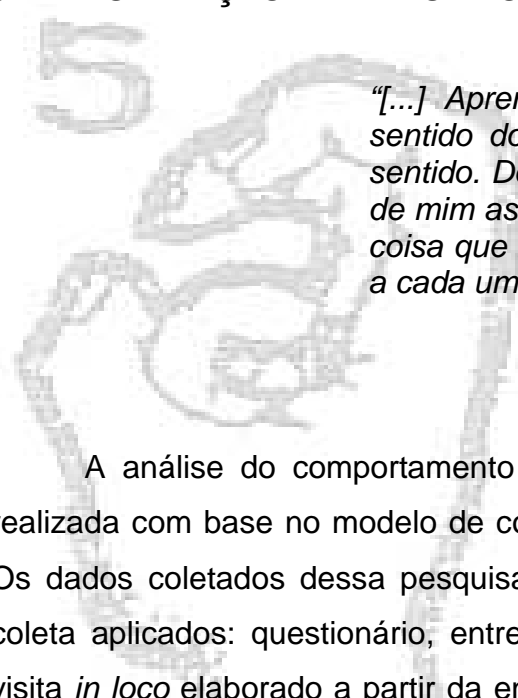 5
“[...] Apren
sentido do
sentido. De
de mim as
coisa que
a cada um
A análise do comportamento
realizada com base no modelo de co
Os dados coletados dessa pesquisa
coleta aplicados: questionário, entre
visita in loco elaborado a partir da en